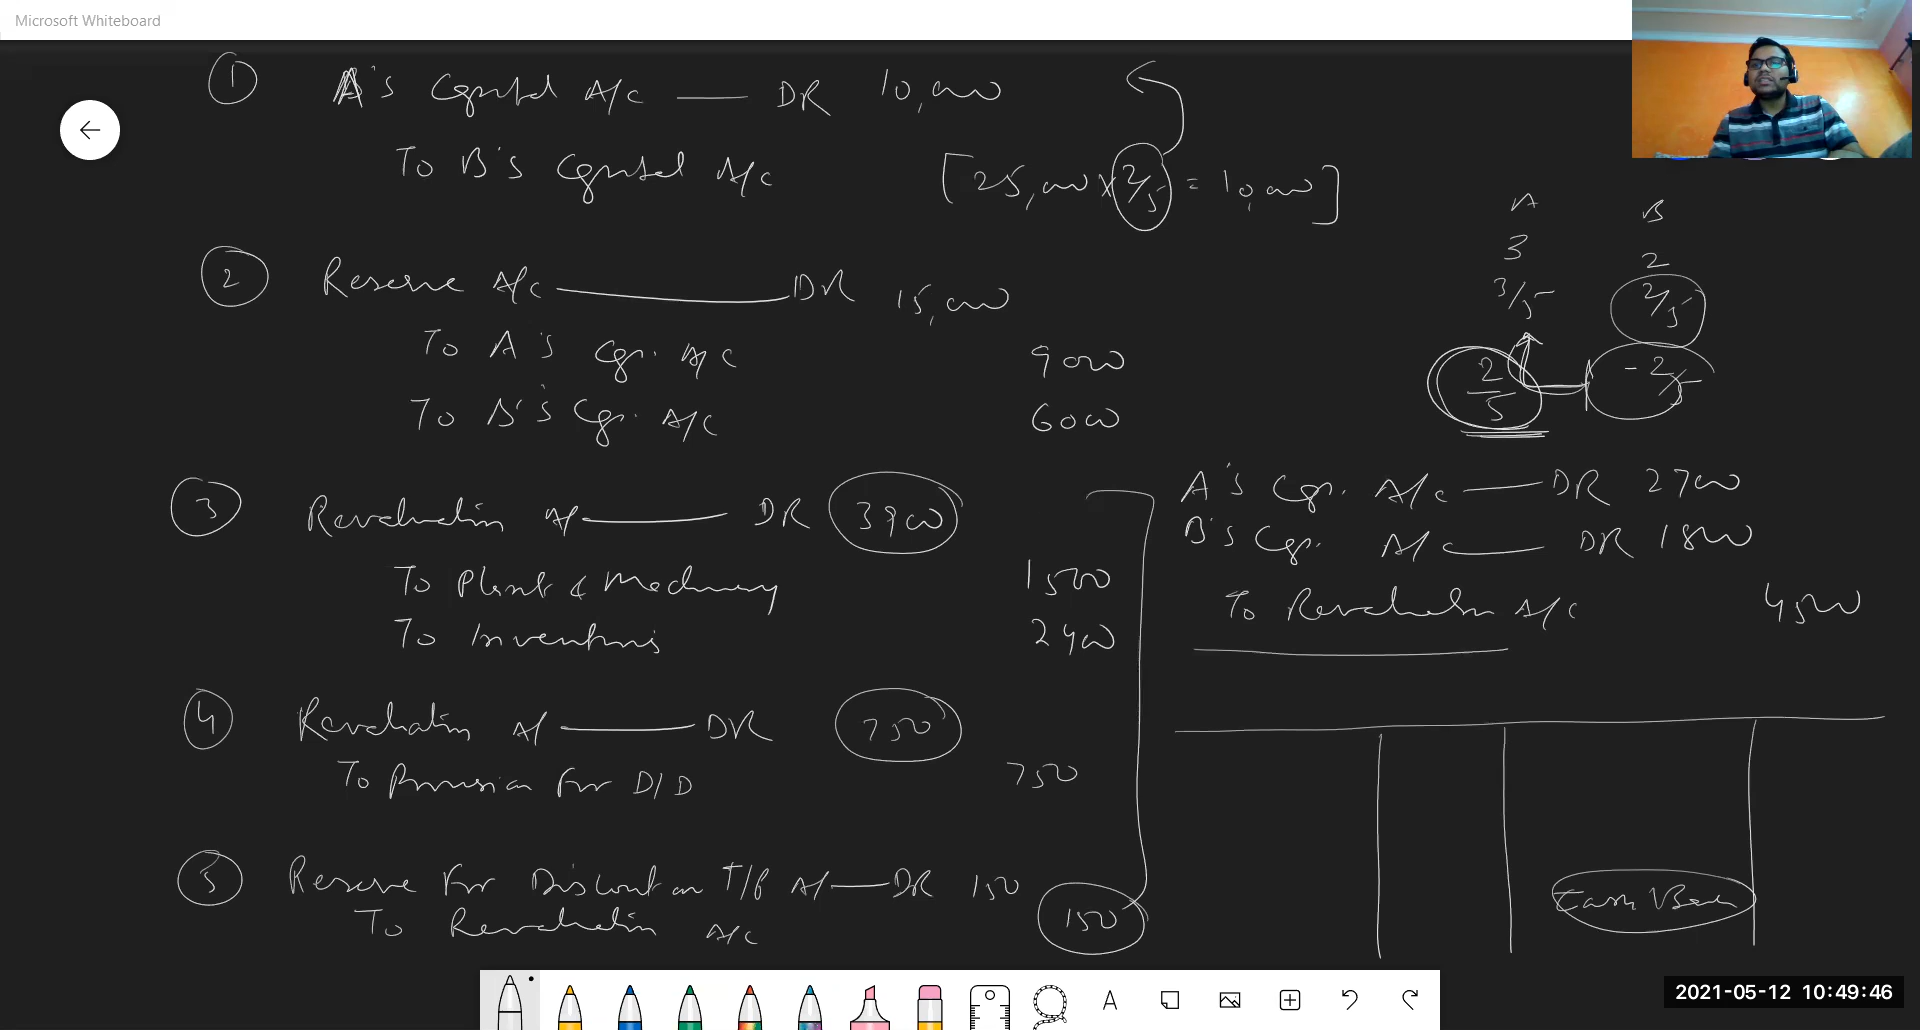 Microsoft Whiteboard
① A's Capital A/c — DR 10,000
To B's Capital A/c [25,000 × 2/5 = 10,000]
② Reserve A/c — DR 15,000
To A's Cap. A/c 9000
To B's Cap. A/c 6000
③ Revaluation A/ — DR 3900
To Plant & Machinery 1500
To Inventories 2400
④ Revaluation A/ — DR 750
To Provision For D/D 750
⑤ Reserve For Discount on T/P A/ — DR 150
To Revaluation A/c 150
A B
3 2
3/5 2/5
2/5 -2/5
A's Cap. A/c — DR 2700
B's Cap. A/c — DR 1800
To Revaluation A/c 4500
2021-05-12 10:49:46